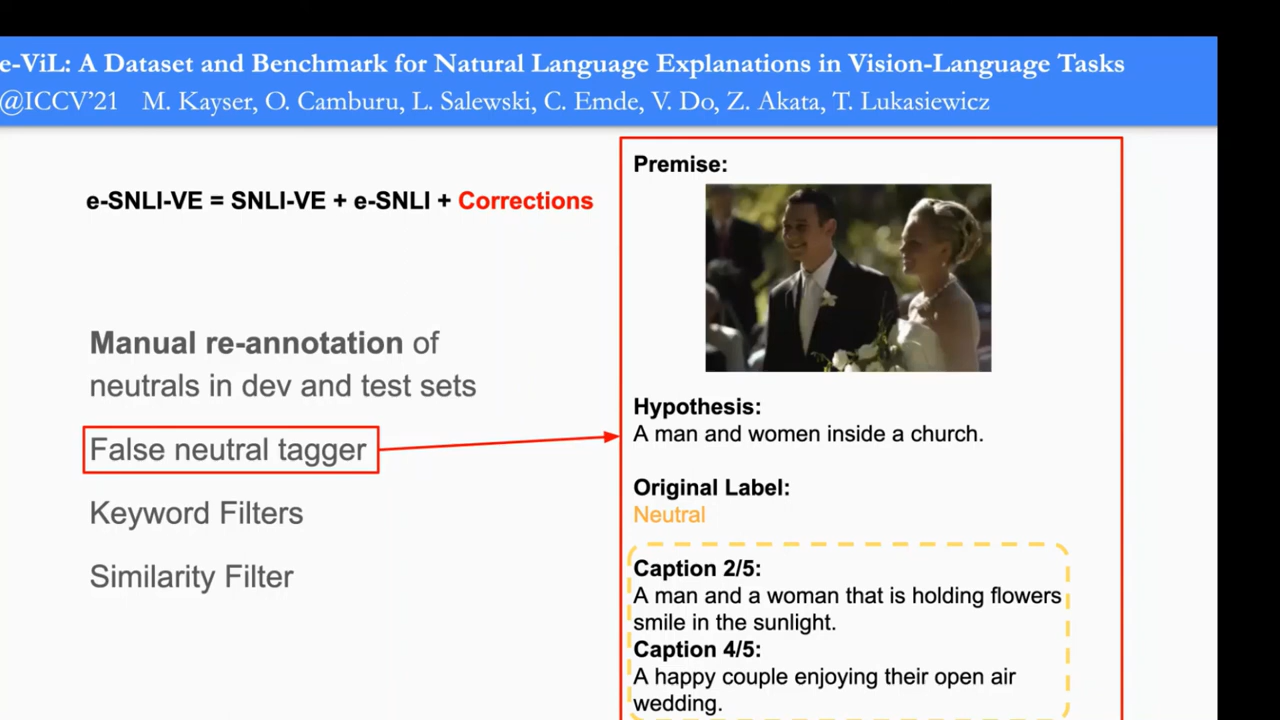 e-ViL: A Dataset and Benchmark for Natural Language Explanations in Vision-Language Tasks
@ICCV'21 M. Kayser, O. Camburu, L. Salewski, C. Emde, V. Do, Z. Akata, T. Lukasiewicz
e-SNLI-VE = SNLI-VE + e-SNLI + Corrections
Manual re-annotation of
neutrals in dev and test sets
False neutral tagger
Keyword Filters
Similarity Filter
Premise:
Hypothesis:
A man and women inside a church.
Original Label:
Neutral
Caption 2/5:
A man and a woman that is holding flowers
smile in the sunlight.
Caption 4/5:
A happy couple enjoying their open air
wedding.